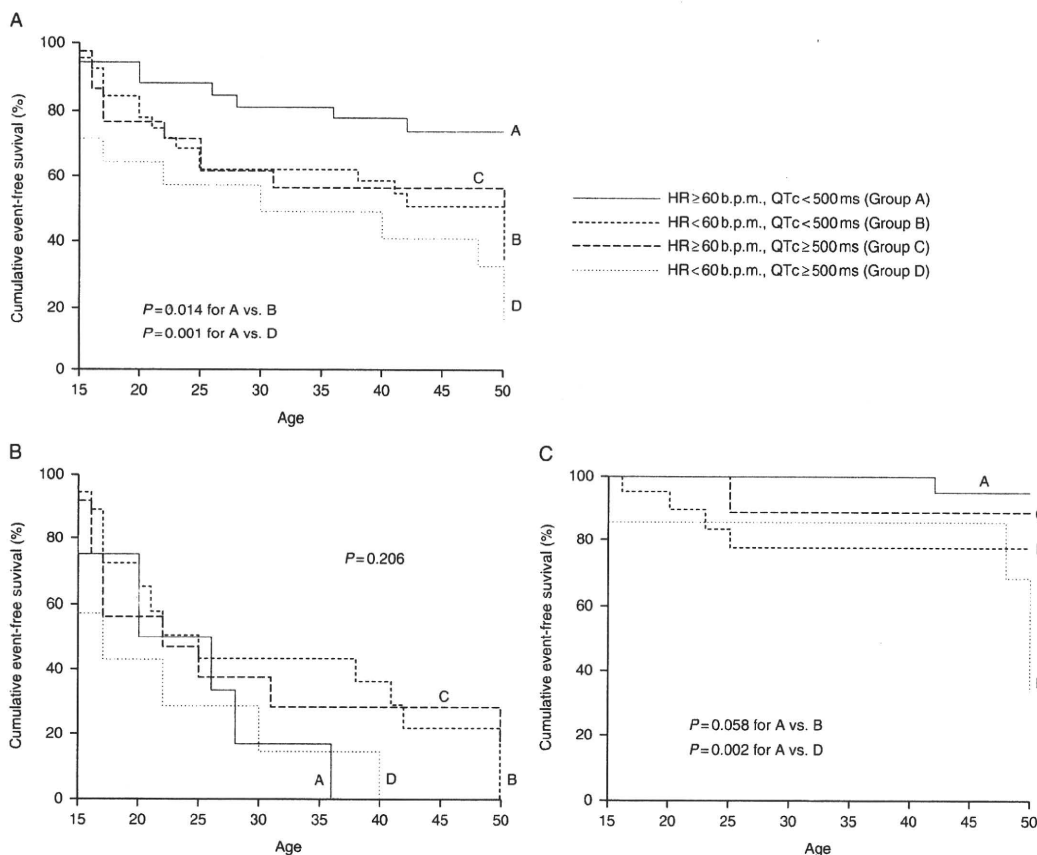 A
Cumulative event-free suvival (%)
100
80
60
40
20
0
15 20 25 30 35 40 45 50
Age
A
C
B
D
P=0.014 for A vs. B
P=0.001 for A vs. D
HR≥60 b.p.m., QTc<500 ms (Group A)
HR<60 b.p.m., QTc<500 ms (Group B)
HR≥60 b.p.m., QTc≥500 ms (Group C)
HR<60 b.p.m., QTc≥500 ms (Group D)
B
Cumulative event-free suvival (%)
100
80
60
40
20
0
15 20 25 30 35 40 45 50
Age
P=0.206
C
A
D
B
C
Cumulative event-free suvival (%)
100
80
60
40
20
0
15 20 25 30 35 40 45 50
Age
A
P=0.058 for A vs. B
P=0.002 for A vs. D